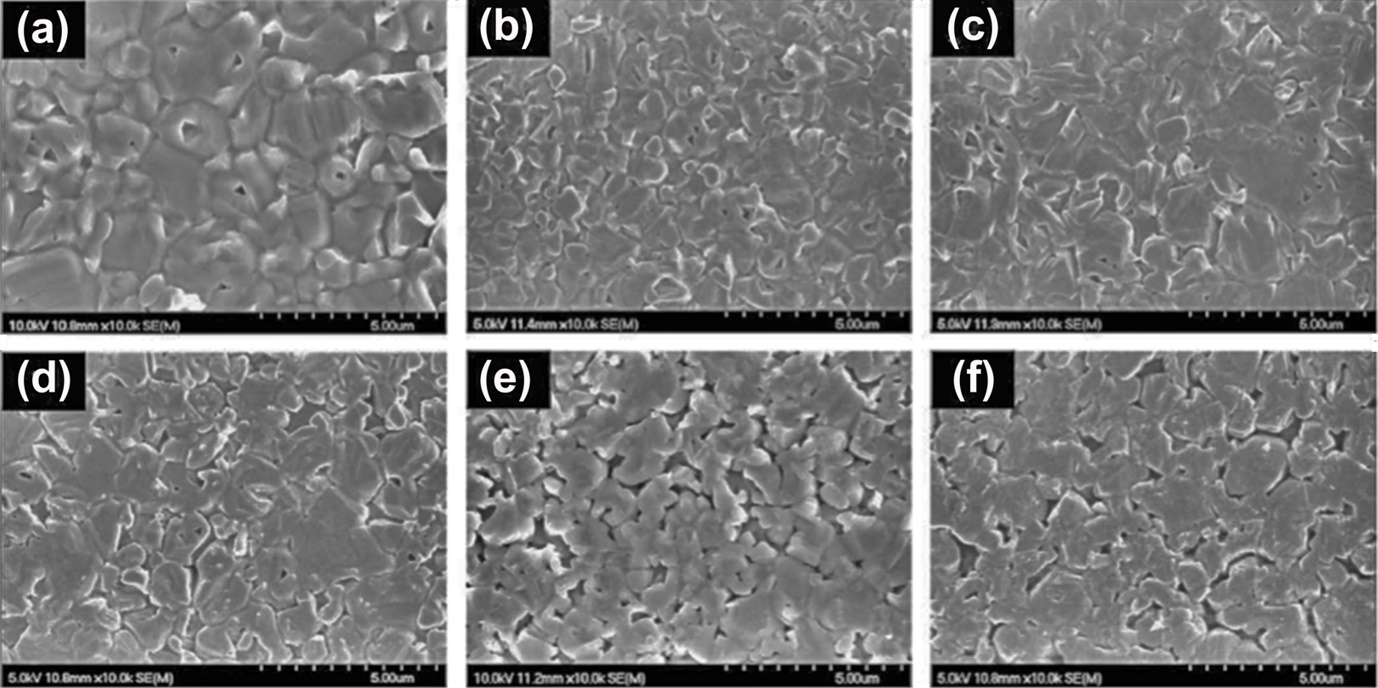 (a)
(b)
(c)
10.0kV 10.8mm x10.0k SE(M) 5.00um
5.0kV 11.4mm x10.0k SE(M) 5.00um
5.0kV 11.3mm x10.0k SE(M) 5.00um
(d)
(e)
(f)
5.0kV 10.8mm x10.0k SE(M) 5.00um
10.0kV 11.2mm x10.0k SE(M) 5.00um
5.0kV 10.8mm x10.0k SE(M) 5.00um